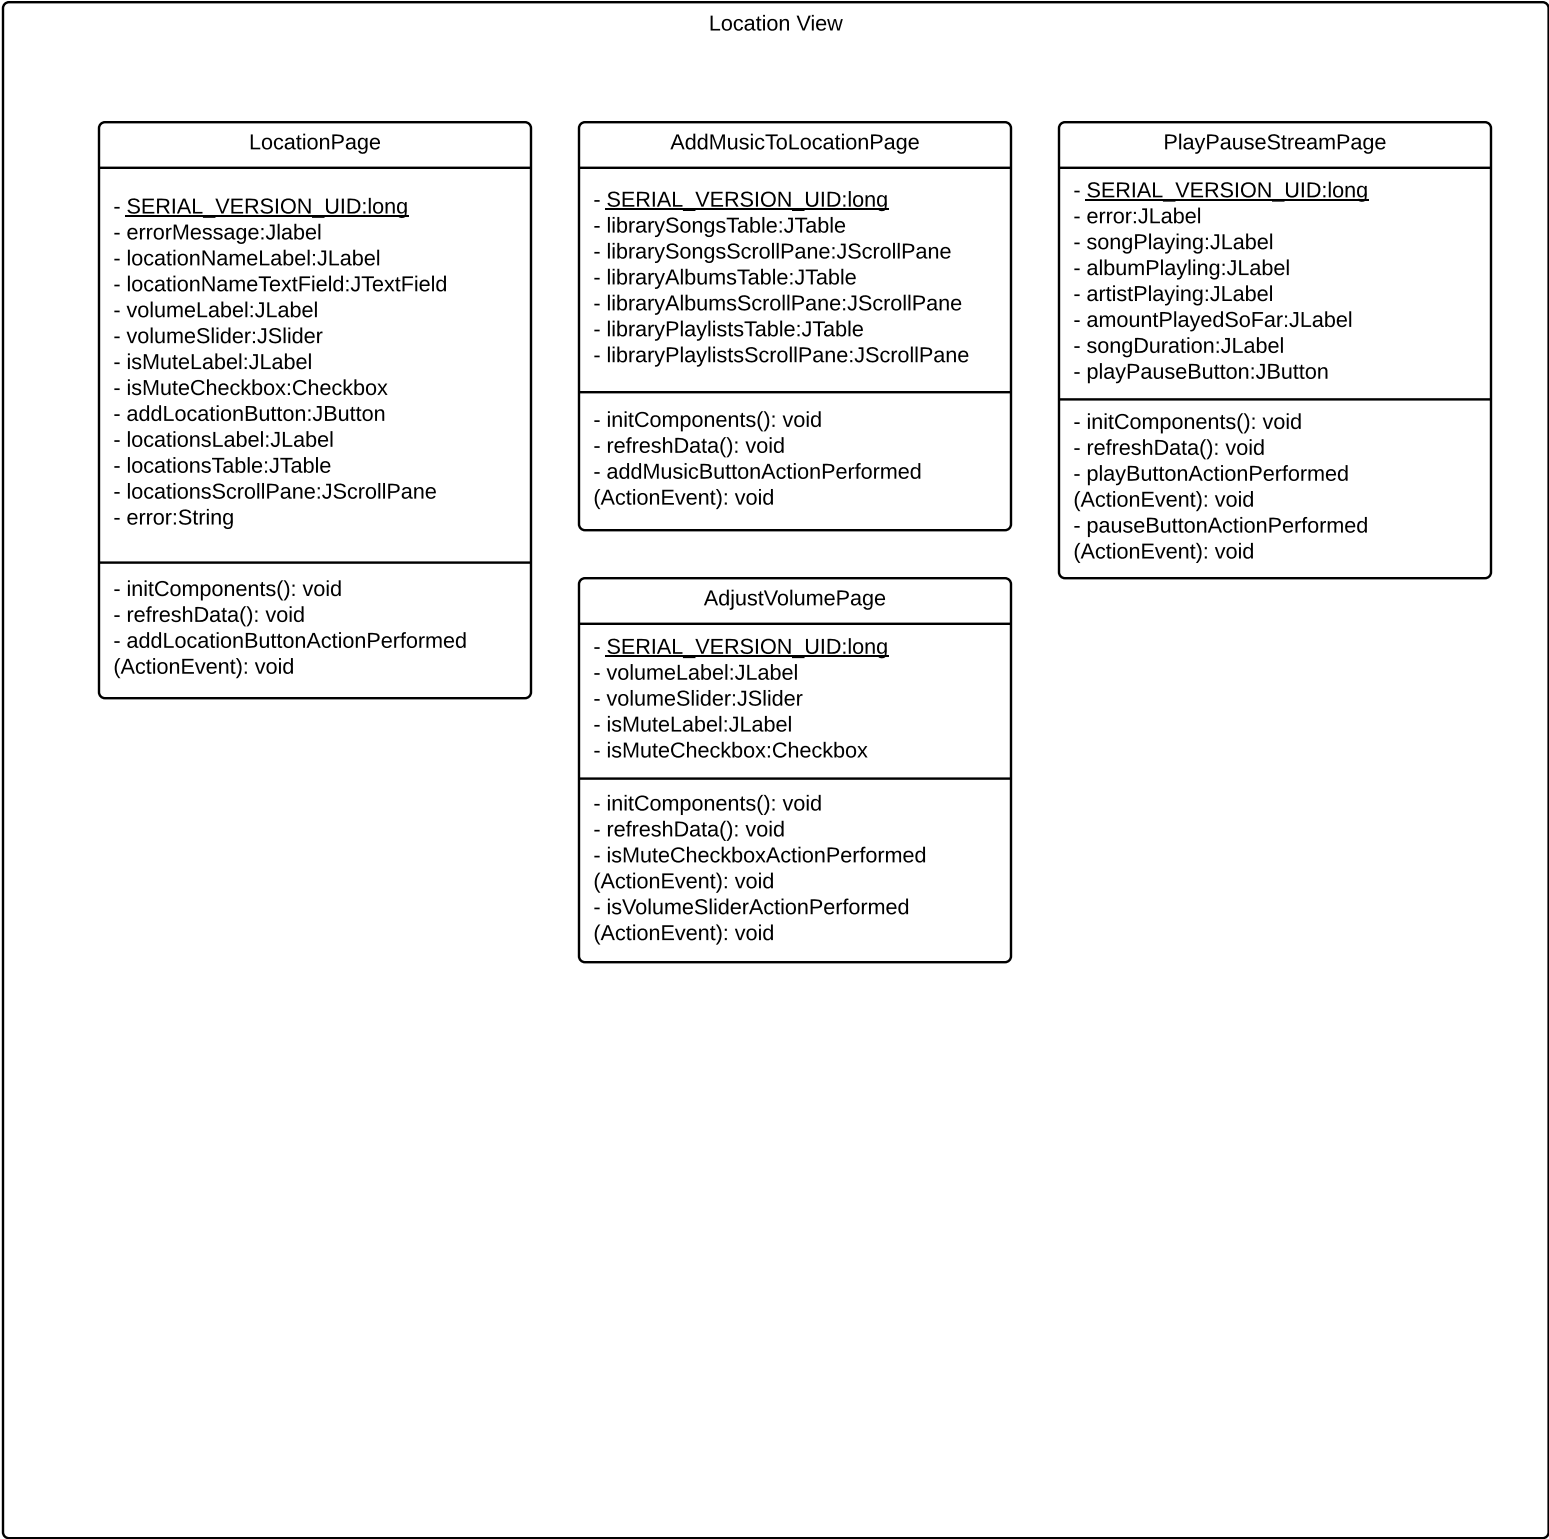 Location View
LocationPage
- SERIAL_VERSION_UID:long
- errorMessage:Jlabel
- locationNameLabel:JLabel
- locationNameTextField:JTextField
- volumeLabel:JLabel
- volumeSlider:JSlider
- isMuteLabel:JLabel
- isMuteCheckbox:Checkbox
- addLocationButton:JButton
- locationsLabel:JLabel
- locationsTable:JTable
- locationsScrollPane:JScrollPane
- error:String
- initComponents(): void
- refreshData(): void
- addLocationButtonActionPerformed
(ActionEvent): void
AddMusicToLocationPage
- SERIAL_VERSION_UID:long
- librarySongsTable:JTable
- librarySongsScrollPane:JScrollPane
- libraryAlbumsTable:JTable
- libraryAlbumsScrollPane:JScrollPane
- libraryPlaylistsTable:JTable
- libraryPlaylistsScrollPane:JScrollPane
- initComponents(): void
- refreshData(): void
- addMusicButtonActionPerformed
(ActionEvent): void
AdjustVolumePage
- SERIAL_VERSION_UID:long
- volumeLabel:JLabel
- volumeSlider:JSlider
- isMuteLabel:JLabel
- isMuteCheckbox:Checkbox
- initComponents(): void
- refreshData(): void
- isMuteCheckboxActionPerformed
(ActionEvent): void
- isVolumeSliderActionPerformed
(ActionEvent): void
PlayPauseStreamPage
- SERIAL_VERSION_UID:long
- error:JLabel
- songPlaying:JLabel
- albumPlayling:JLabel
- artistPlaying:JLabel
- amountPlayedSoFar:JLabel
- songDuration:JLabel
- playPauseButton:JButton
- initComponents(): void
- refreshData(): void
- playButtonActionPerformed
(ActionEvent): void
- pauseButtonActionPerformed
(ActionEvent): void